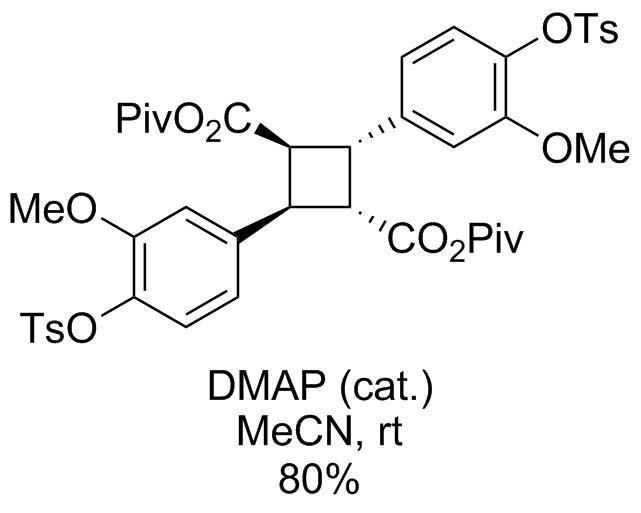 OTs
PivO₂C
OMe
MeO
CO₂Piv
TsO
DMAP (cat.)
MeCN, rt
80%